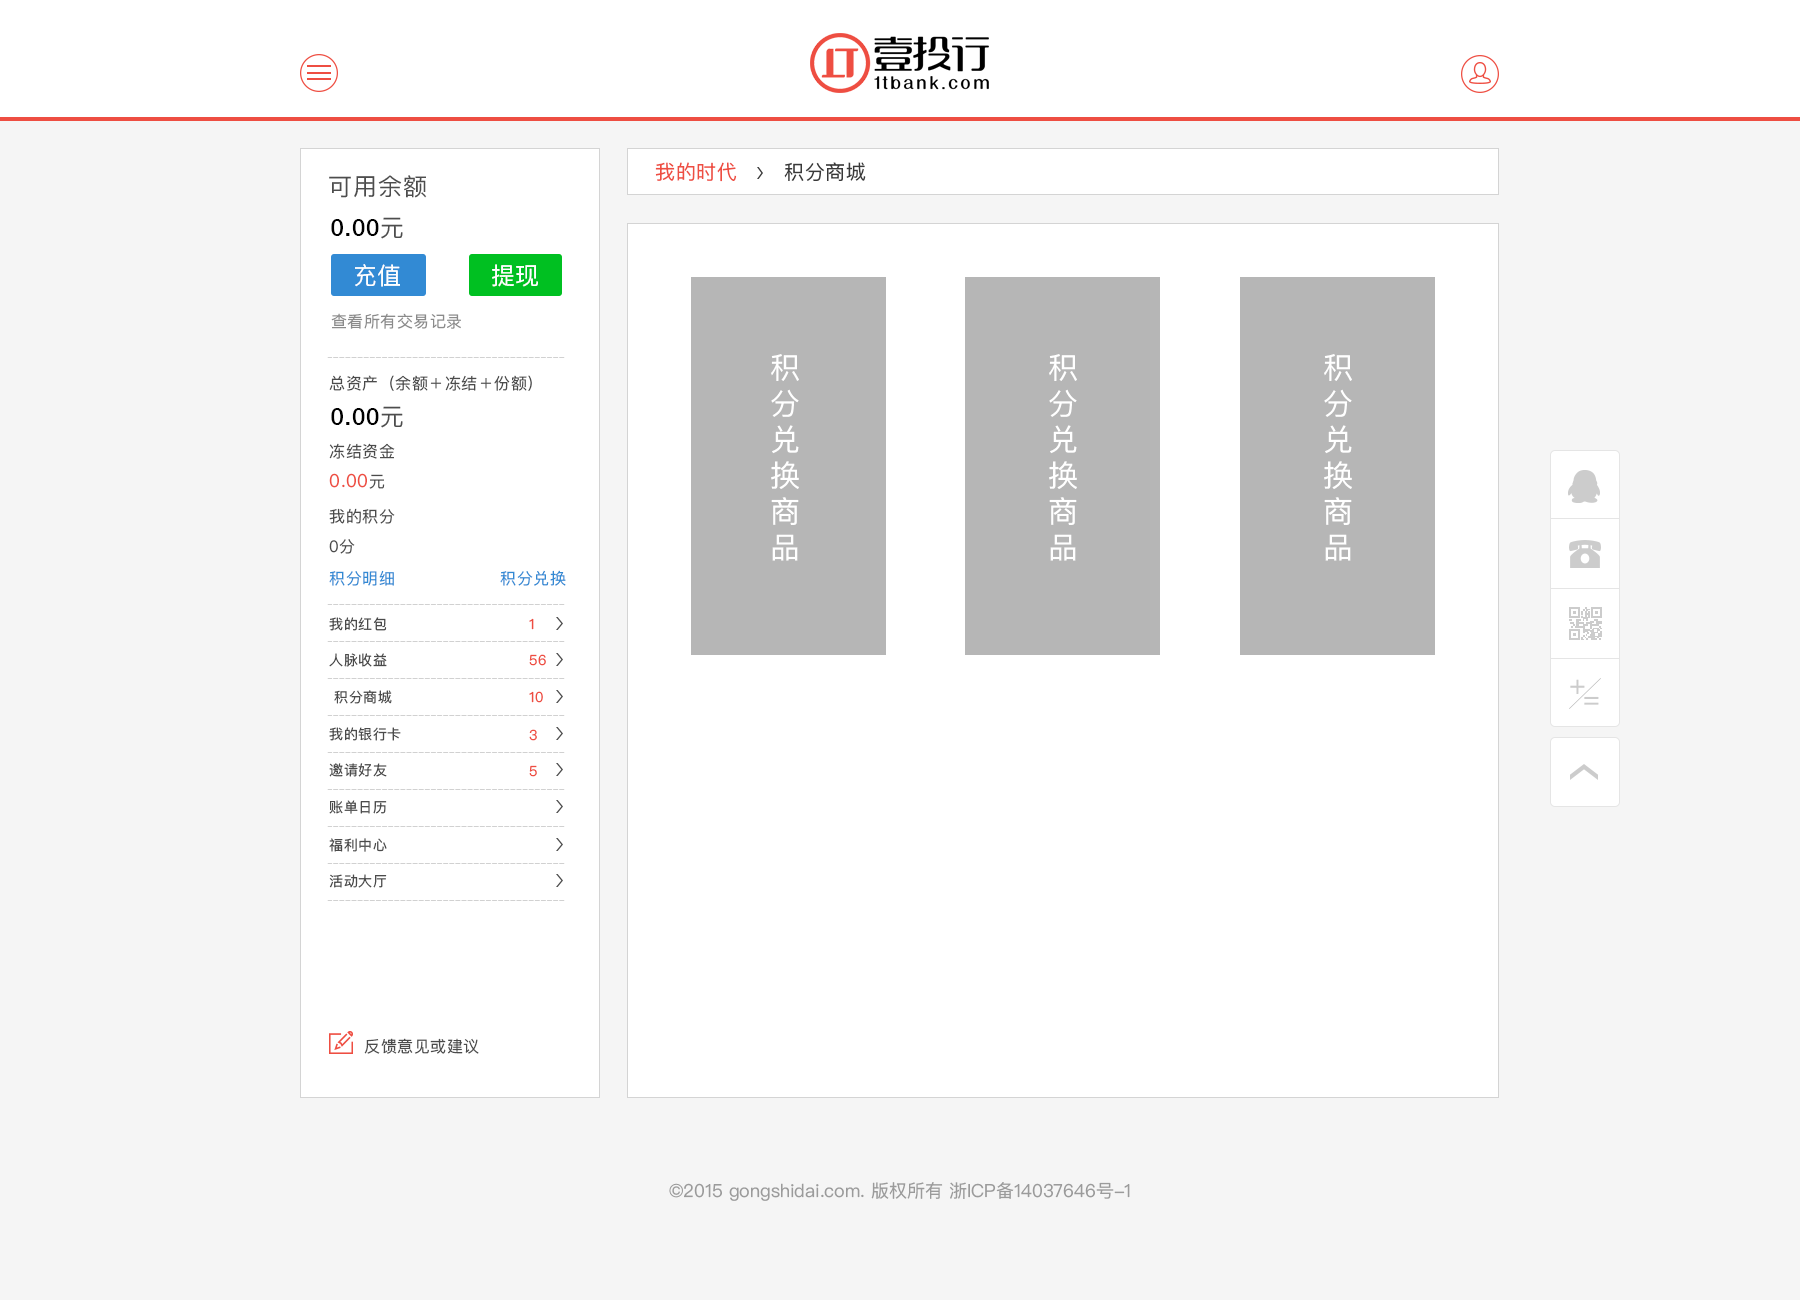 壹投行
1tbank.com
可用余额
0.00元
充值
提现
查看所有交易记录
总资产（余额+冻结+份额）
0.00元
冻结资金
0.00元
我的积分
0分
积分明细
积分兑换
我的红包 1
人脉收益 56
积分商城 10
我的银行卡 3
邀请好友 5
账单日历
福利中心
活动大厅
反馈意见或建议
我的时代 > 积分商城
积分兑换商品
积分兑换商品
积分兑换商品
©2015 gongshidai.com. 版权所有 浙ICP备14037646号-1